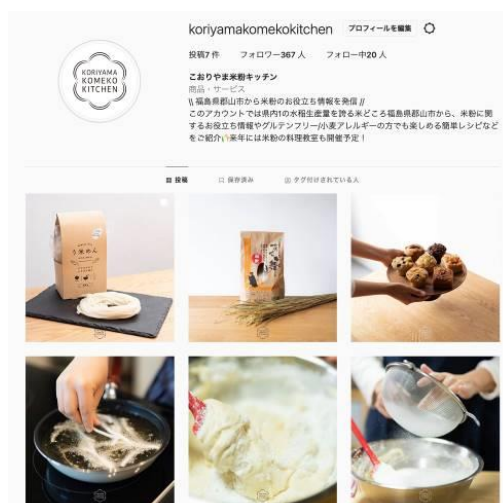 koriyamakomekokitchen プロフィールを編集
投稿7 件 フォロワー367 人 フォロー中20 人
KORIYAMA
KOMEKO
KITCHEN
こおりやま米粉キッチン
商品・サービス
\\ 福島県郡山市から米粉のお役立ち情報を発信 //
このアカウントでは県内1の水稲生産量を誇る米どころ福島県郡山市から、米粉に関
するお役立ち情報やグルテンフリー/小麦アレルギーの方でも楽しめる簡単レシピなど
をご紹介 来年には米粉の料理教室も開催予定！
投稿 保存済み タグ付けされている人
う米めん